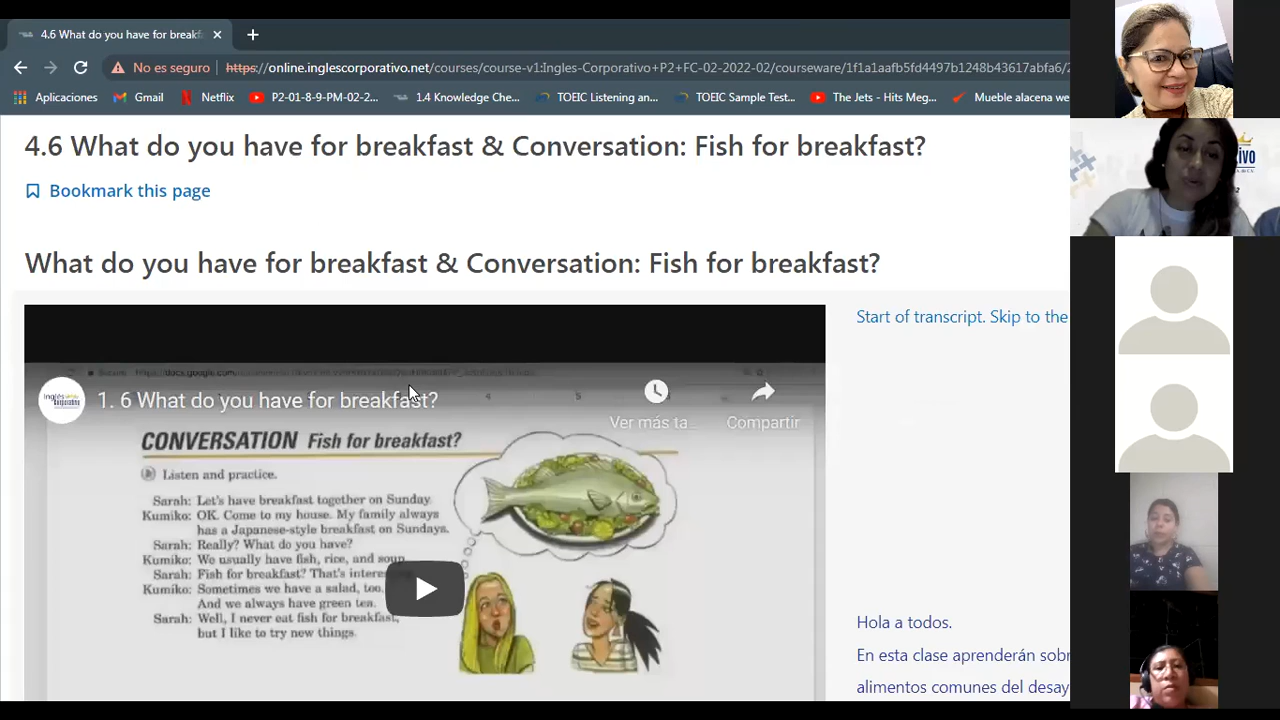 4.6 What do you have for breakf
No es seguro
https://online.inglescorporativo.net/cou
urse-v1:Ingles-Corporativo+P2+FC-02-2022-02/courseware/1f1a1aafb5fd4497b1248b43617abfa6/2
Aplicaciones
Gmail
Netflix
P2-01-8-9-PM-02-2...
1.4 Knowledge Che...
TOEIC Listening an...
TOEIC Sample Test...
The Jets - Hits Meg...
Mueble alacena we
4.6 What do you have for breakfast & Conversation: Fish for breakfast?
Bookmark this page
What do you have for breakfast & Conversation: Fish for breakfast?
Start of transcript. Skip to the
1. 6 What do you have for breakfast?
Ver más ta...
Compartir
CONVERSATION Fish for breakfast?
Listen and practice.
Sarah: Let's have breakfast together on Sunday
Kumiko: OK. Come to my house. My family always
has a Japanese-style breakfast on Sundays.
Sarah: Really? What do you have?
Kumiko: We usually have fish, rice, and soup.
Sarah: Fish for breakfast? That's interes
Kumiko: Sometimes we have a salad, too.
And we always have green tea.
Sarah: Well, I never eat fish for breakfast,
but I like to try new things.
Hola a todos.
En esta clase aprenderán sob
alimentos comunes del desay